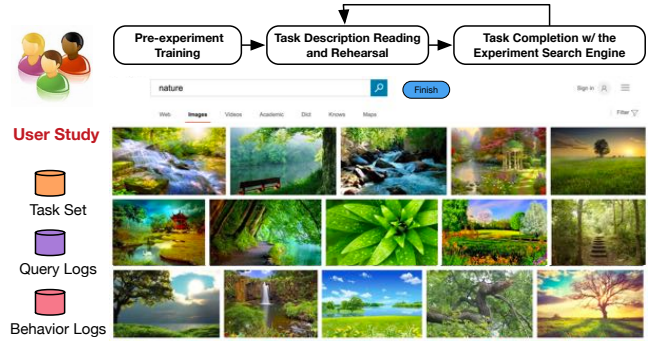 Pre-experiment
Training
Task Description Reading
and Rehearsal
Task Completion w/ the
Experiment Search Engine
nature
Finish
Sign in
Web Images Videos Academic Dict Knows Maps
Filter
User Study
Task Set
Query Logs
Behavior Logs